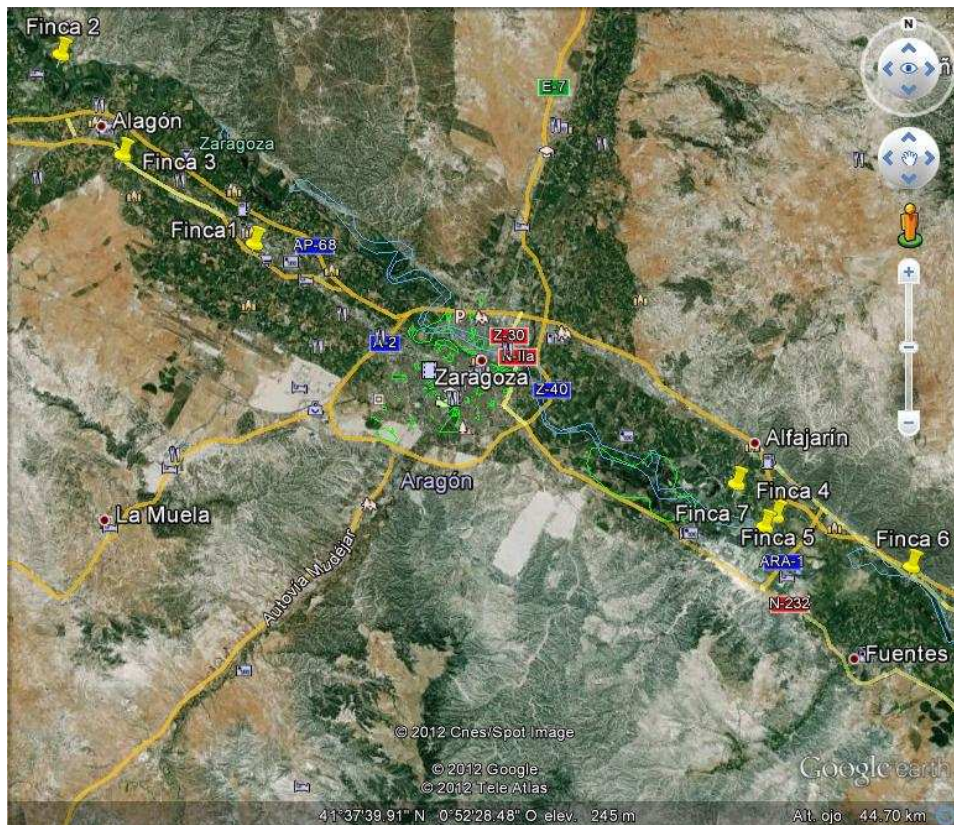 Finca 2
N
E-7
Alagón
Zaragoza
Finca 3
Finca1
AP-68
P
Z-30
A-2
N-IIa
Zaragoza
Z-40
Alfajarín
Aragón
Finca 4
La Muela
Finca 7
Finca 5
Finca 6
ARA-1
Autovía Mudéjar
N-232
Fuentes
© 2012 Cnes/Spot Image
© 2012 Google
© 2012 Tele Atlas
Google earth
41°37'39.91" N 0°52'26.48" O elev. 245 m
Alt. ojo 44.70 km